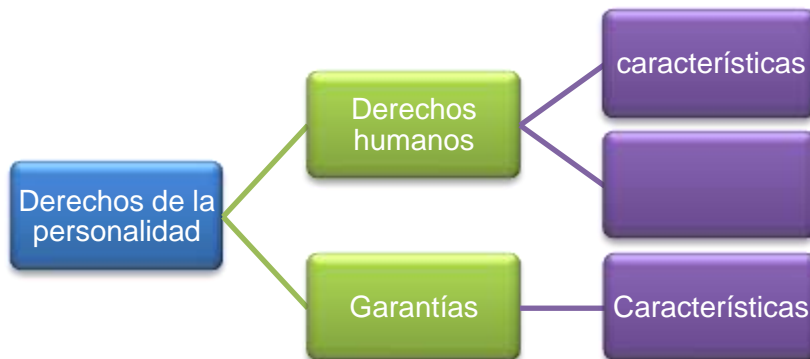 Derechos de la
personalidad
Derechos
humanos
características
Garantías
Características